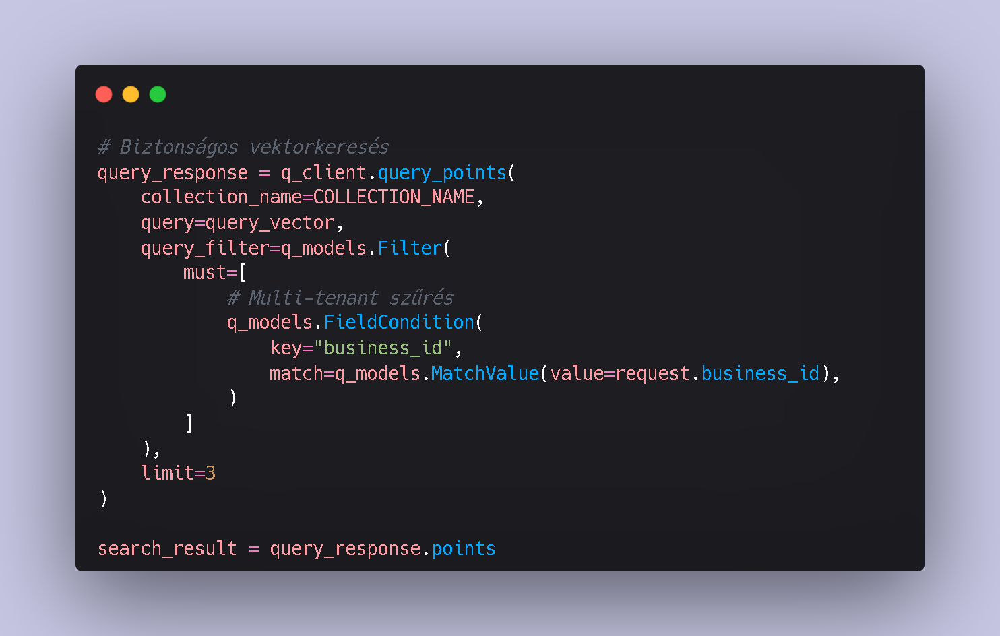 # Biztonságos vektorkeresés
query_response = q_client.query_points(
    collection_name=COLLECTION_NAME,
    query=query_vector,
    query_filter=q_models.Filter(
        must=[
            # Multi-tenant szűrés
            q_models.FieldCondition(
                key="business_id",
                match=q_models.MatchValue(value=request.business_id),
            )
        ]
    ),
    limit=3
)

search_result = query_response.points